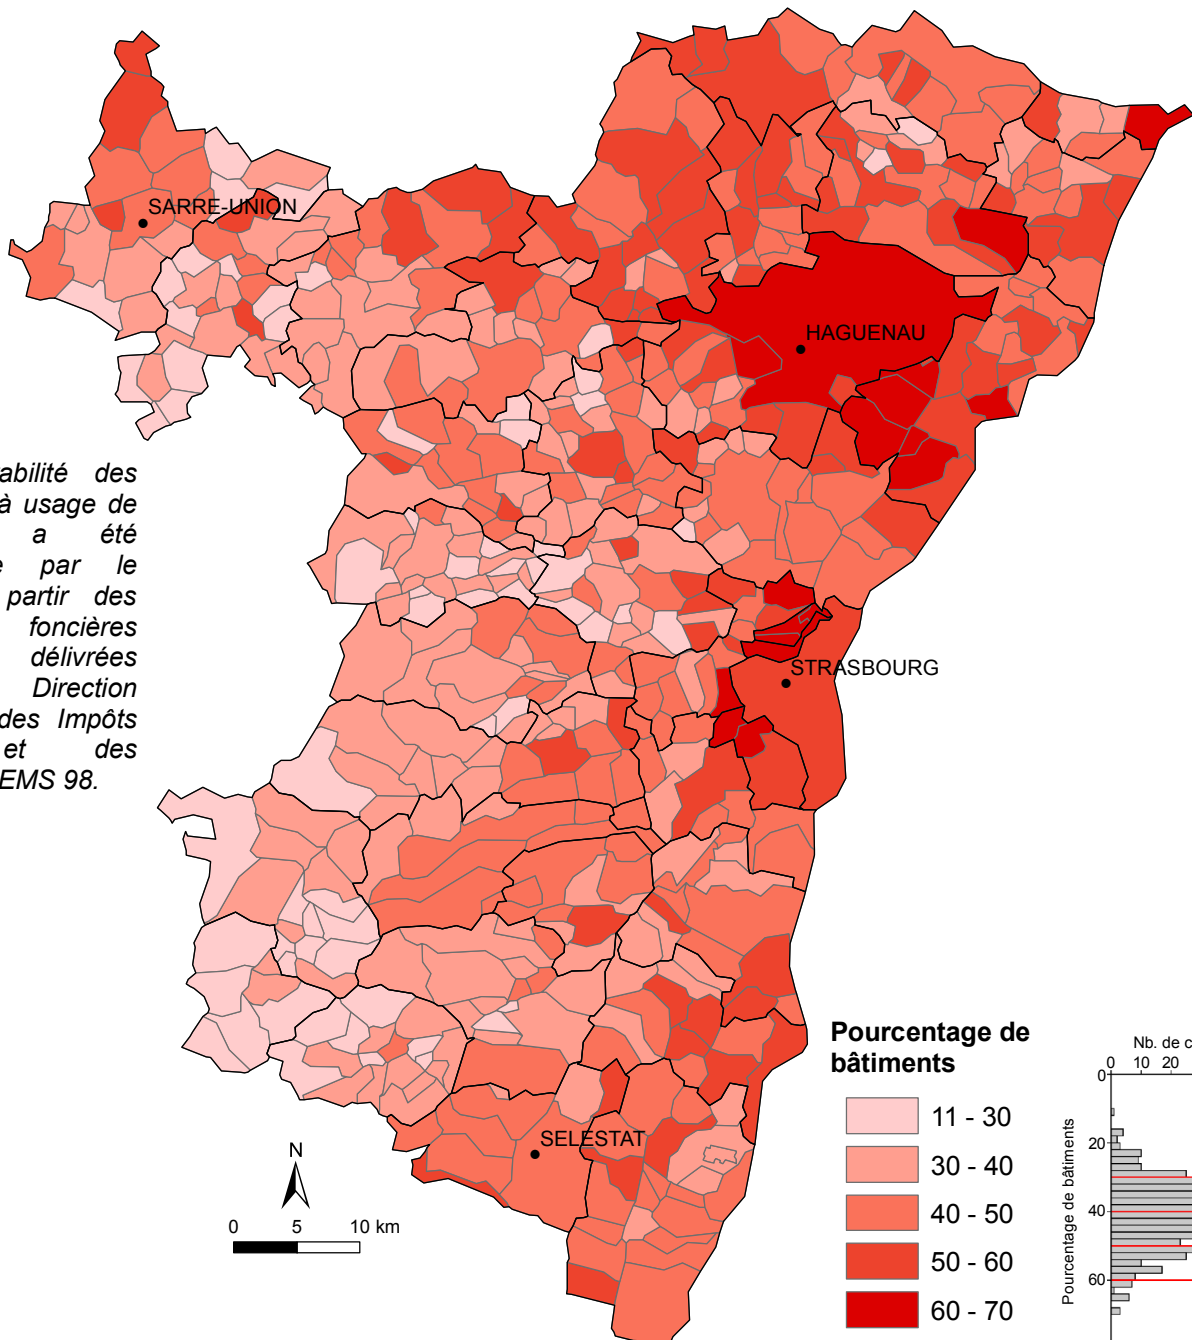 SARRE-UNION
HAGUENAU
abilité des
à usage de
a été
par le
partir des
foncières
délivrées
Direction
des Impôts
et des
EMS 98.
STRASBOURG
SELESTAT
N
0 5 10 km
Pourcentage de
bâtiments
11 - 30
30 - 40
40 - 50
50 - 60
60 - 70
Nb. de c
0 10 20
0
20
40
60
Pourcentage de bâtiments